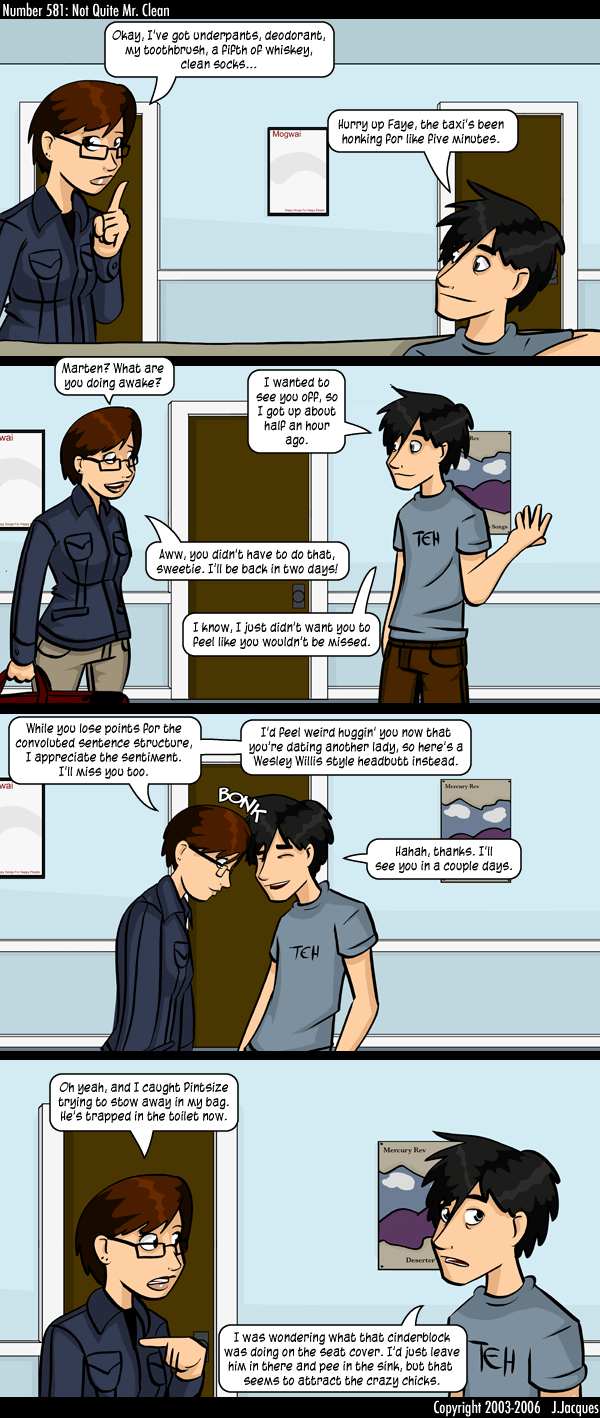 Number 581: Not Quite Mr. Clean
Okay, I've got underpants, deodorant,
my toothbrush, a fifth of whiskey,
clean socks...
Hurry up Faye, the taxi's been
honking for like five minutes.
Mogwai
Happy Songs For Happy People
Marten? What are
you doing awake?
I wanted to
see you off, so
I got up about
half an hour
ago.
wai
Rev
Songs
TEH
Aww, you didn't have to do that,
sweetie. I'll be back in two days!
I know, I just didn't want you to
feel like you wouldn't be missed.
While you lose points for the
convoluted sentence structure,
I appreciate the sentiment.
I'll miss you too.
I'd feel weird huggin' you now that
you're dating another lady, so here's a
Wesley Willis style headbutt instead.
wai
Mercury Rev
BONK
Hahah, thanks. I'll
see you in a couple days.
TEH
Oh yeah, and I caught Pintsize
trying to stow away in my bag.
He's trapped in the toilet now.
Mercury Rev
Deserter
I was wondering what that cinderblock
was doing on the seat cover. I'd just leave
him in there and pee in the sink, but that
seems to attract the crazy chicks.
TEH
Copyright 2003-2006 J.Jacques